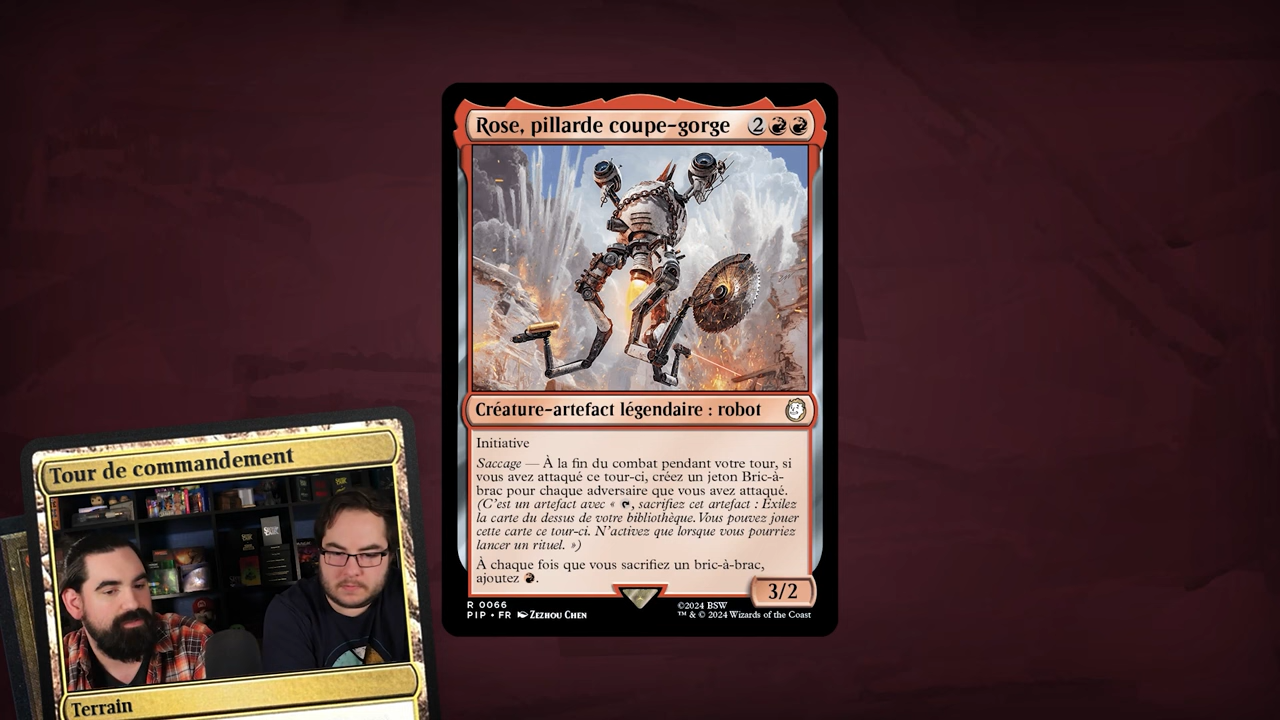 Rose, pillarde coupe-gorge 2
Créature-artefact légendaire : robot
Initiative
Saccage — À la fin du combat pendant votre tour, si
vous avez attaqué ce tour-ci, créez un jeton Bric-à-
brac pour chaque adversaire que vous avez attaqué.
(C'est un artefact avec « , sacrifiez cet artefact : Exilez
la carte du dessus de votre bibliothèque. Vous pouvez jouer
cette carte ce tour-ci. N'activez que lorsque vous pourriez
lancer un rituel. »)
À chaque fois que vous sacrifiez un bric-à-brac,
ajoutez .
3/2
R 0066
PIP • FR Zezhou Chen
©2024 BSW
™ & © 2024 Wizards of the Coast
Tour de commandement
Terrain